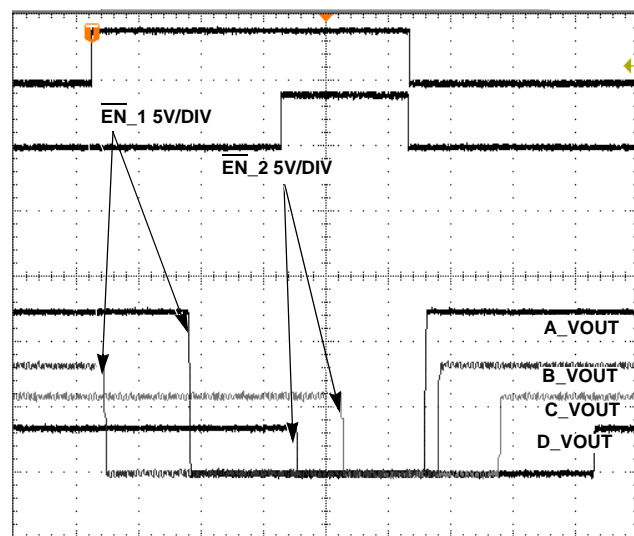 EN_1 5V/DIV
EN_2 5V/DIV
A_VOUT
B_VOUT
C_VOUT
D_VOUT